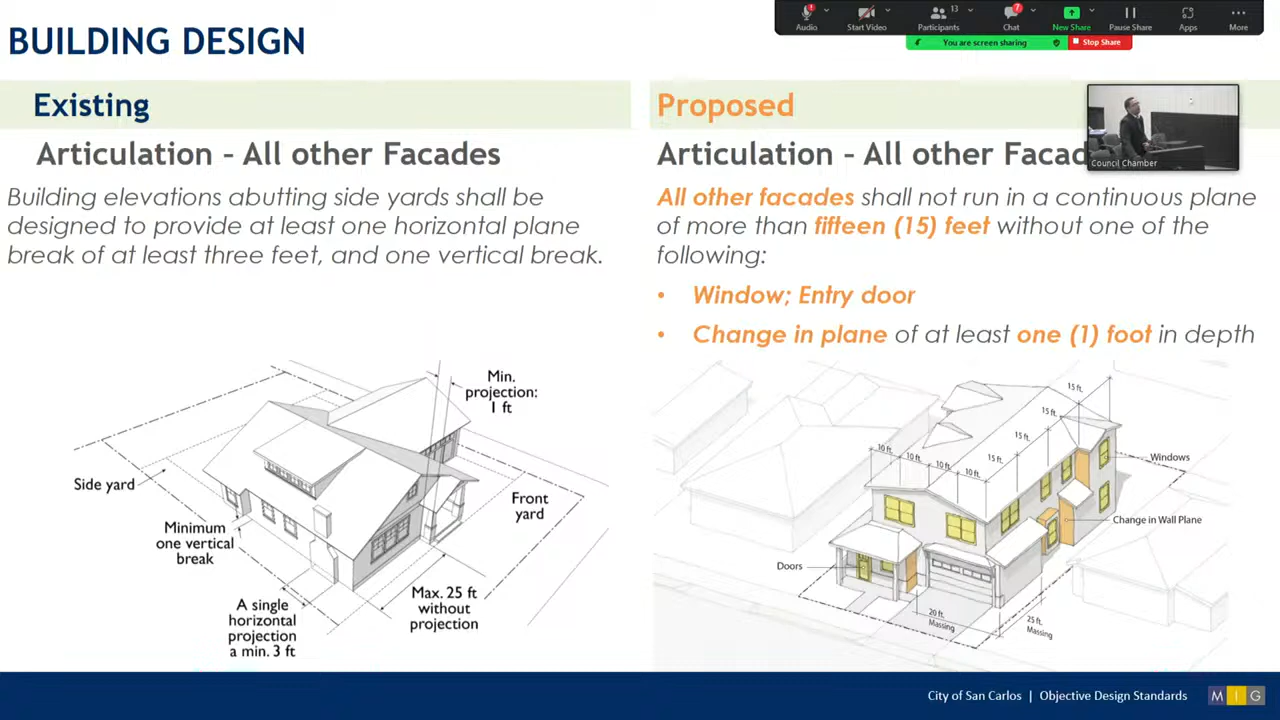 BUILDING DESIGN
Audio
Start Video
13
Participants
7
Chat
New Share
Pause Share
Apps
More
You are screen sharing
Stop Share
Existing
Articulation – All other Facades
Building elevations abutting side yards shall be
designed to provide at least one horizontal plane
break of at least three feet, and one vertical break.
Min.
projection:
1 ft
Side yard
Front
yard
Minimum
one vertical
break
A single
horizontal
projection
a min. 3 ft
Max. 25 ft
without
projection
Proposed
Council Chamber
Articulation – All other Facad
All other facades shall not run in a continuous plane
of more than fifteen (15) feet without one of the
following:
• Window; Entry door
• Change in plane of at least one (1) foot in depth
15 ft.
15 ft.
15 ft.
15 ft.
10 ft.
10 ft.
10 ft.
10 ft.
Windows
Change in Wall Plane
Doors
20 ft.
Massing
25 ft.
Massing
City of San Carlos | Objective Design Standards
M I G